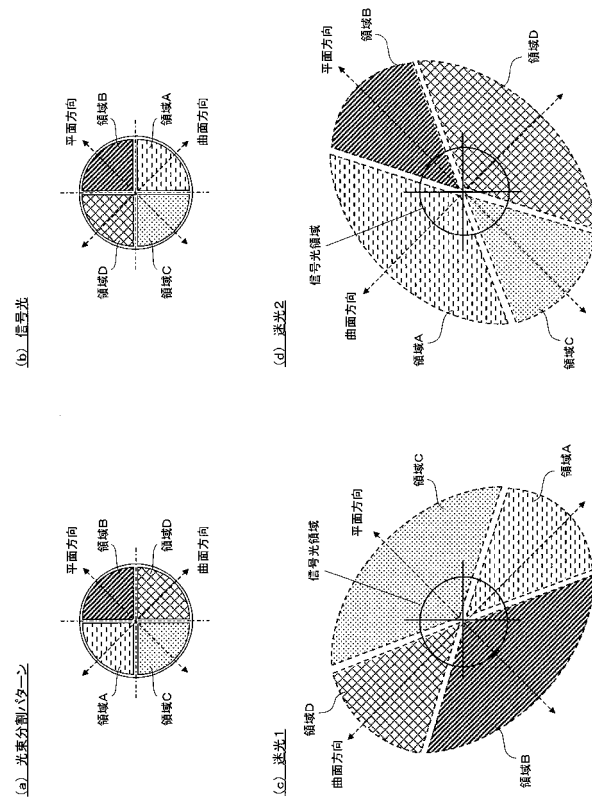 (a) 光束分割パターン
平面方向
領域B
領域A
領域D
領域C
曲面方向
(b) 信号光
平面方向
領域B
領域D
領域A
領域C
曲面方向
(c) 迷光1
信号光領域
領域C
平面方向
領域D
曲面方向
領域A
領域B
(d) 迷光2
平面方向
領域B
信号光領域
曲面方向
領域A
領域D
領域C